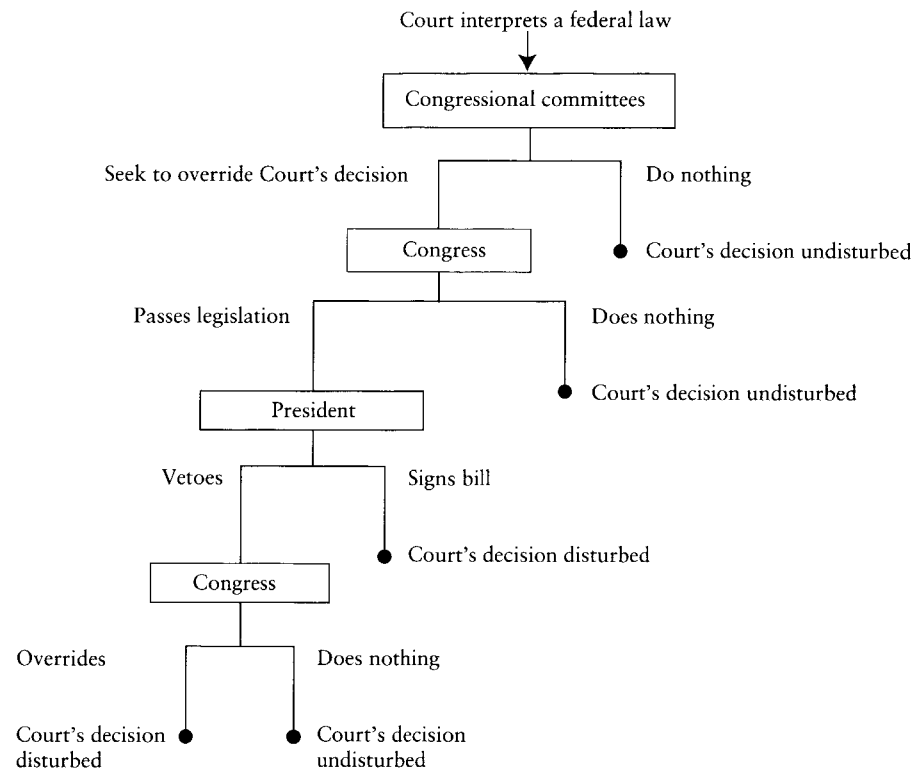 Court interprets a federal law
Congressional committees
Seek to override Court's decision
Do nothing
Congress
Court's decision undisturbed
Passes legislation
Does nothing
Court's decision undisturbed
President
Vetoes
Signs bill
Court's decision disturbed
Congress
Overrides
Does nothing
Court's decision
disturbed
Court's decision
undisturbed